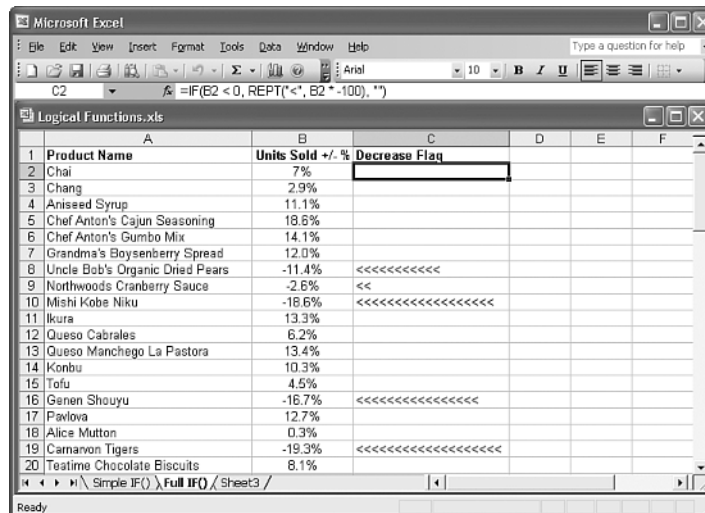 Microsoft Excel
File Edit View Insert Format Tools Data Window Help Type a question for help
Σ Arial 10 B I U
C2 fx =IF(B2 < 0, REPT("<", B2 * -100), "")
Logical Functions.xls
A B C D E F
1 Product Name Units Sold +/- % Decrease Flag
2 Chai 7%
3 Chang 2.9%
4 Aniseed Syrup 11.1%
5 Chef Anton's Cajun Seasoning 18.6%
6 Chef Anton's Gumbo Mix 14.1%
7 Grandma's Boysenberry Spread 12.0%
8 Uncle Bob's Organic Dried Pears -11.4% <<<<<<<<<<<
9 Northwoods Cranberry Sauce -2.6% <<
10 Mishi Kobe Niku -18.6% <<<<<<<<<<<<<<<<<<
11 Ikura 13.3%
12 Queso Cabrales 6.2%
13 Queso Manchego La Pastora 13.4%
14 Konbu 10.3%
15 Tofu 4.5%
16 Genen Shouyu -16.7% <<<<<<<<<<<<<<<<
17 Pavlova 12.7%
18 Alice Mutton 0.3%
19 Carnarvon Tigers -19.3% <<<<<<<<<<<<<<<<<<<
20 Teatime Chocolate Biscuits 8.1%
Simple IF() Full IF() Sheet3
Ready